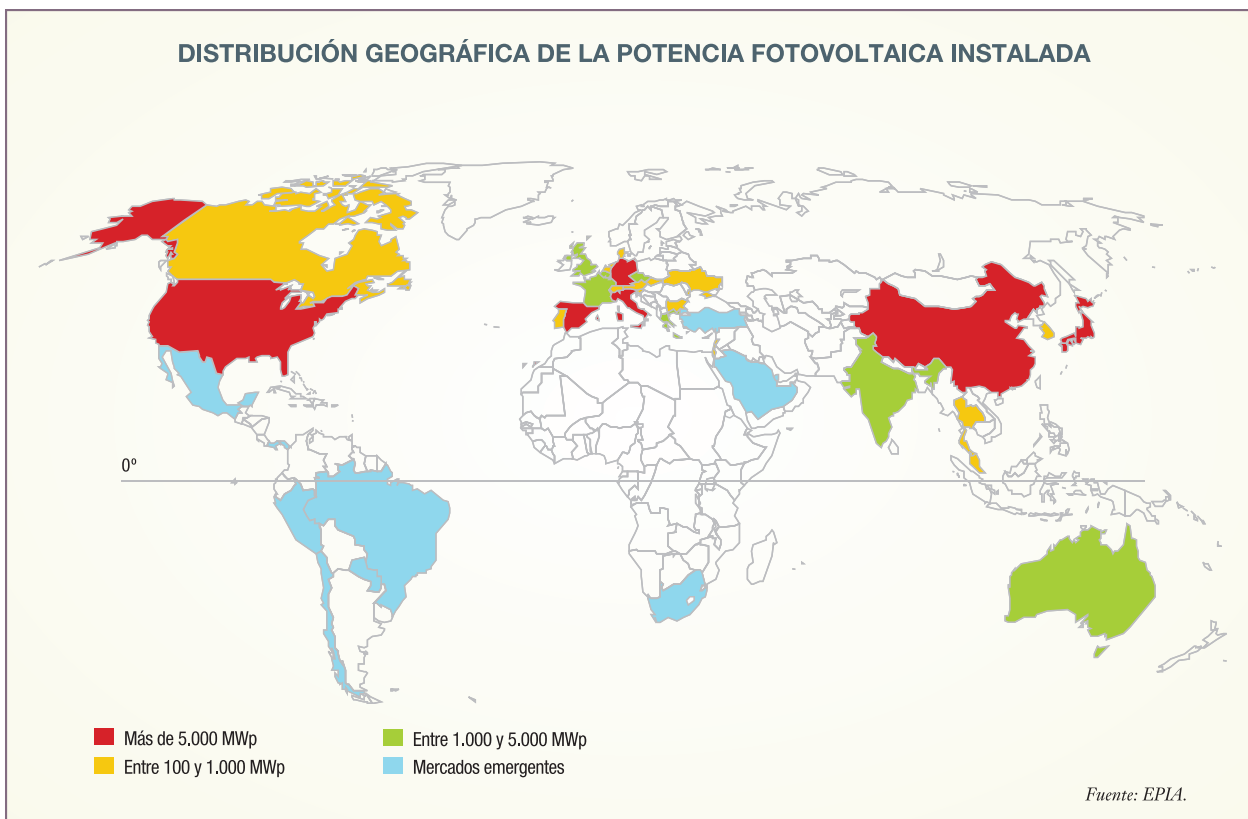 DISTRIBUCIÓN GEOGRÁFICA DE LA POTENCIA FOTOVOLTAICA INSTALADA
0º
Más de 5.000 MWp
Entre 100 y 1.000 MWp
Entre 1.000 y 5.000 MWp
Mercados emergentes
Fuente: EPIA.